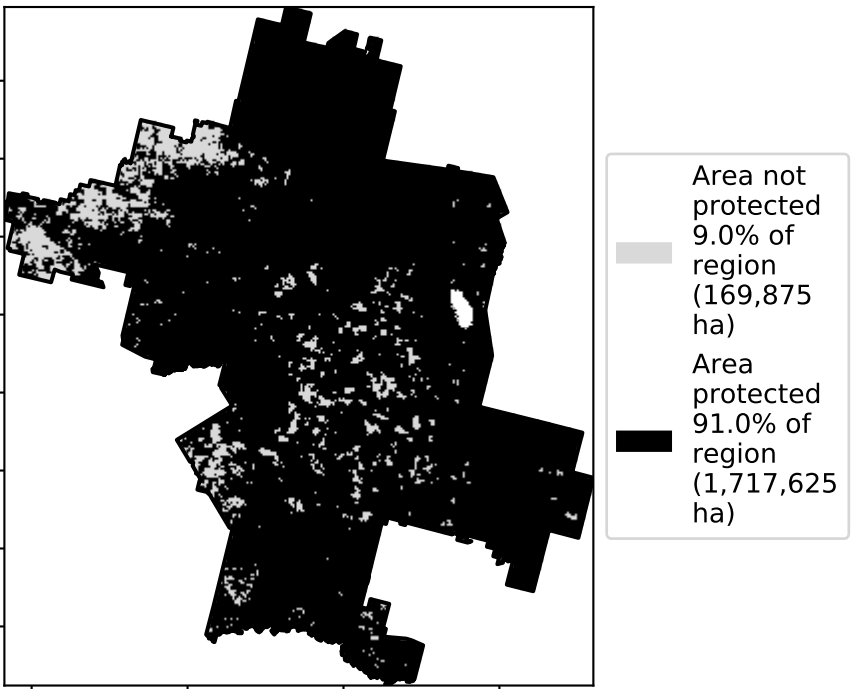 Area not
protected
9.0% of
region
(169,875
ha)
Area
protected
91.0% of
region
(1,717,625
ha)